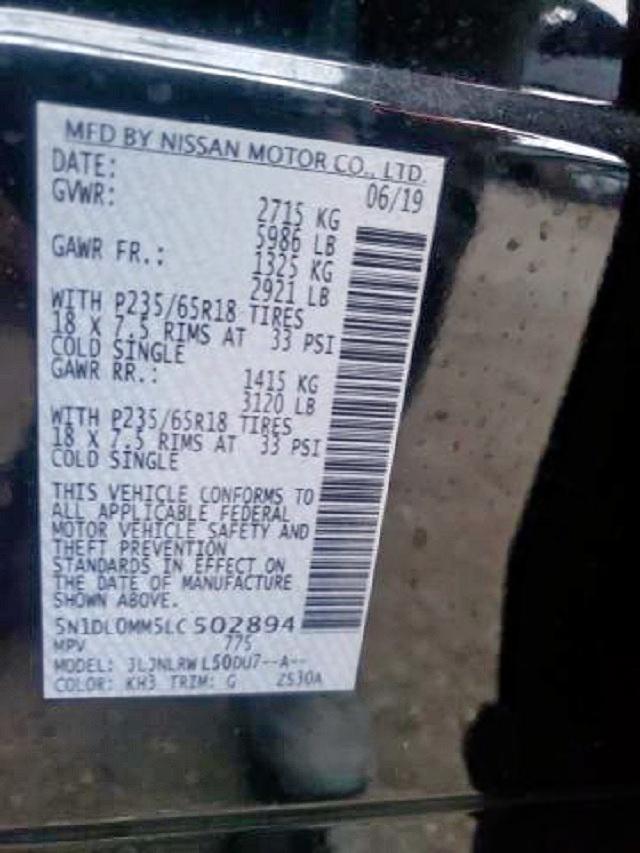 MFD BY NISSAN MOTOR CO., LTD.
DATE: 06/19
GVWR: 2715 KG
5986 LB
GAWR FR.: 1325 KG
2921 LB
WITH P235/65R18 TIRES
18 X 7.5 RIMS AT 33 PSI
COLD SINGLE
GAWR RR.: 1415 KG
3120 LB
WITH P235/65R18 TIRES
18 X 7.5 RIMS AT 33 PSI
COLD SINGLE
THIS VEHICLE CONFORMS TO
ALL APPLICABLE FEDERAL
MOTOR VEHICLE SAFETY AND
THEFT PREVENTION
STANDARDS IN EFFECT ON
THE DATE OF MANUFACTURE
SHOWN ABOVE.
5N1DL0MM5LC502894
MPV 775
MODEL: JLJNLRWL50DU7--A--
COLOR: KH3 TRIM: G ZS30A